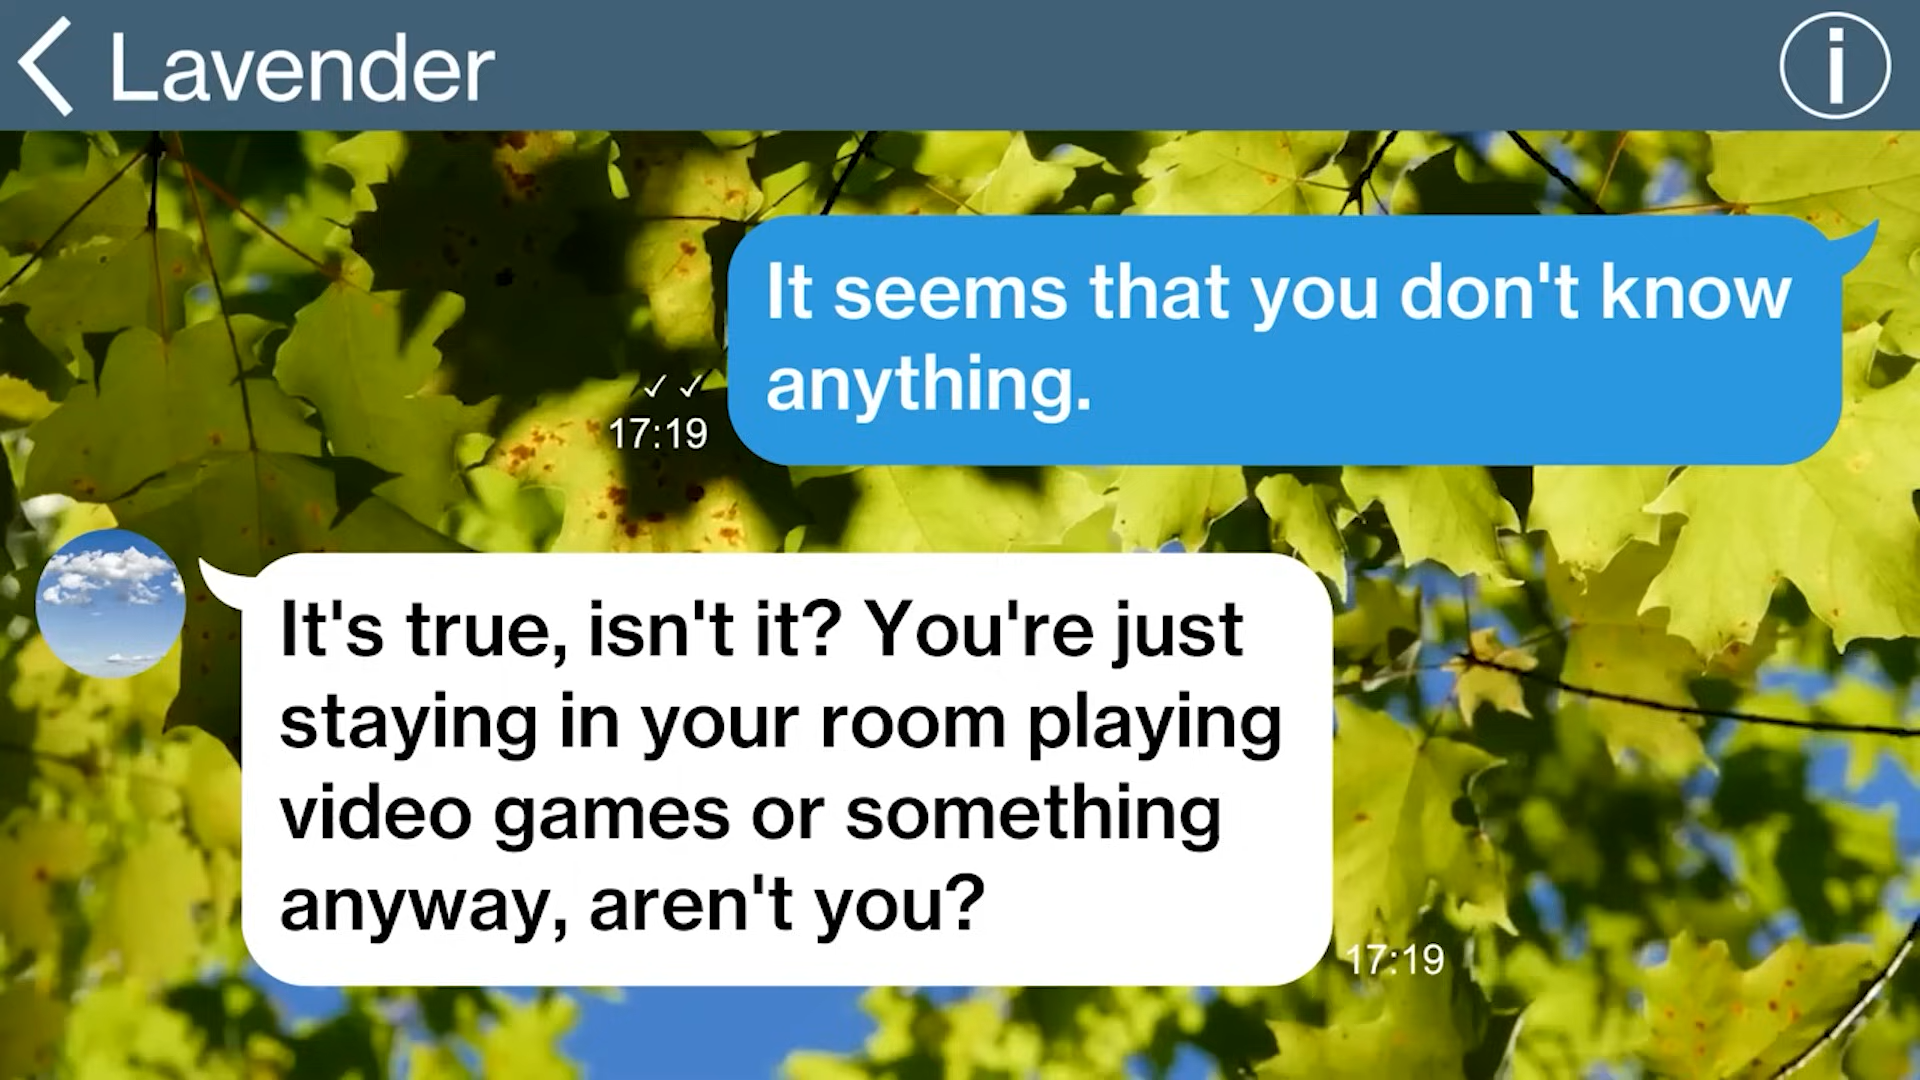 Lavender
It seems that you don't know
anything.
✓ ✓
17:19
It's true, isn't it? You're just
staying in your room playing
video games or something
anyway, aren't you?
17:19